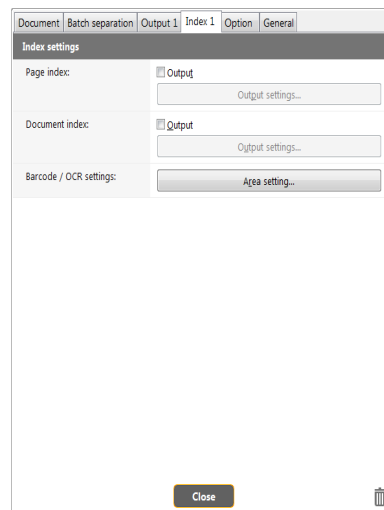 Document Batch separation Output 1 Index 1 Option General
Index settings
Page index: Output
Output settings...
Document index: Output
Output settings...
Barcode / OCR settings: Area setting...
Close